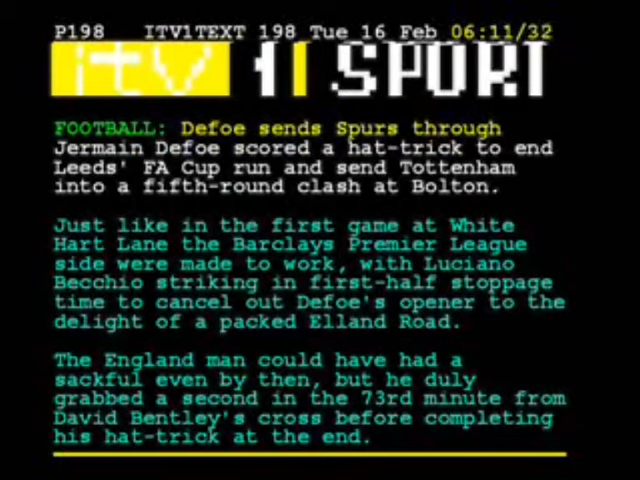 P198 ITV1TEXT 198 Tue 16 Feb 06:11/32
itv 1 SPORT
FOOTBALL: Defoe sends Spurs through
Jermain Defoe scored a hat-trick to end
Leeds' FA Cup run and send Tottenham
into a fifth-round clash at Bolton.
Just like in the first game at White
Hart Lane the Barclays Premier League
side were made to work, with Luciano
Becchio striking in first-half stoppage
time to cancel out Defoe's opener to the
delight of a packed Elland Road.
The England man could have had a
sackful even by then, but he duly
grabbed a second in the 73rd minute from
David Bentley's cross before completing
his hat-trick at the end.